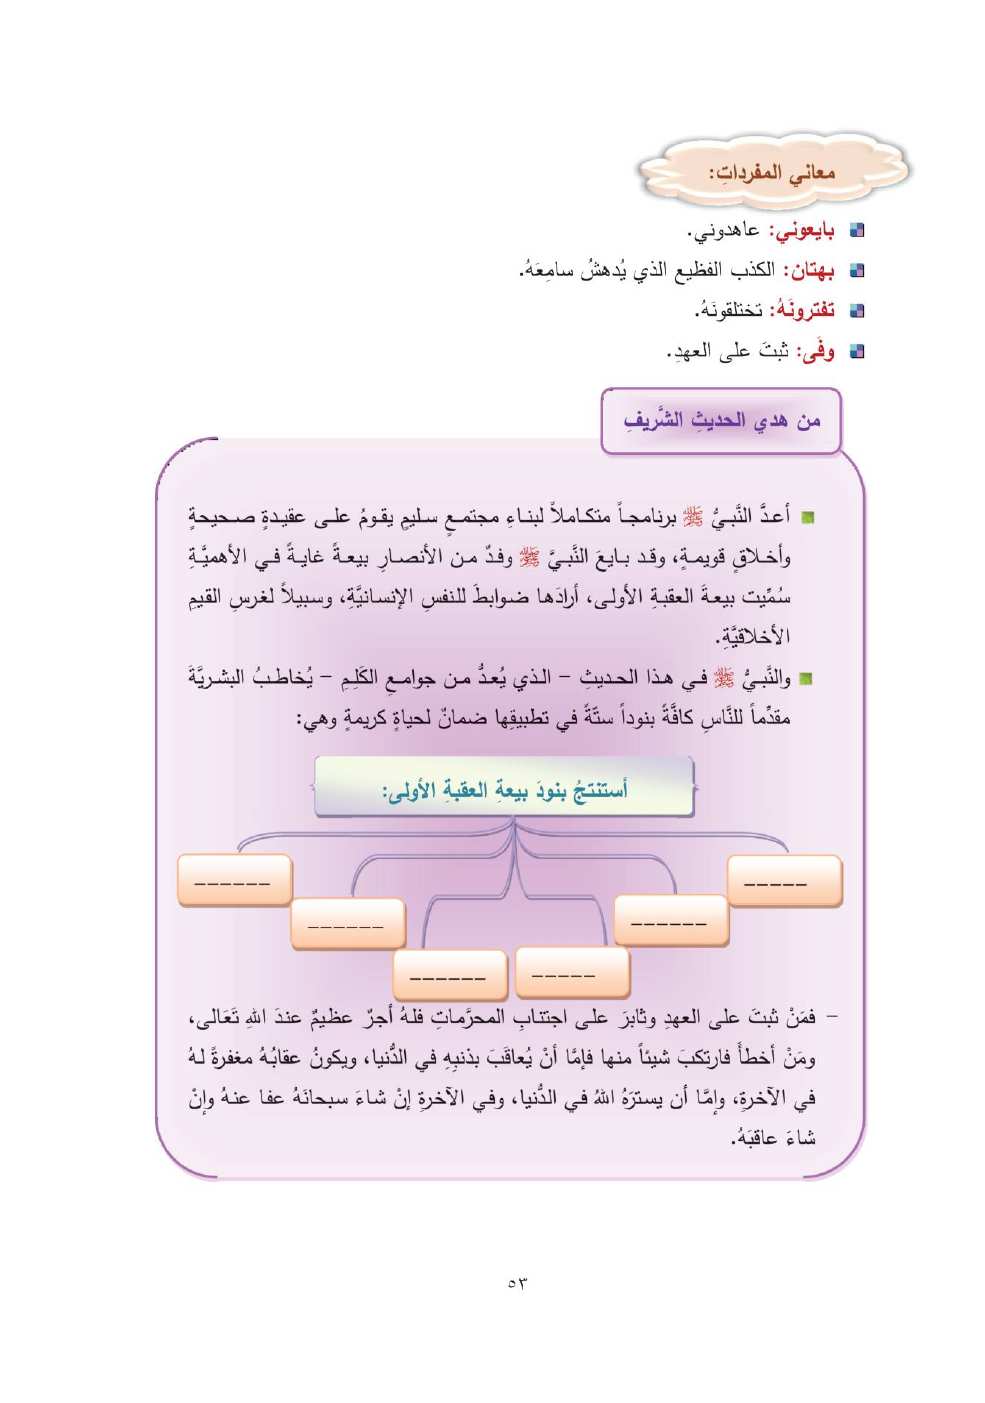 معاني المفرداتِ:
بايعوني: عاهدوني.
بهتان: الكذب الفظيع الذي يُدهشُ سامِعَهُ.
تفترونَهُ: تختلقونَهُ.
وفَى: ثبتَ على العهدِ.
من هدي الحديثِ الشَّريفِ
أعدَّ النَّبيُّ ﷺ برنامجاً متكاملاً لبناءِ مجتمعٍ سليمٍ يقومُ على عقيدةٍ صحيحةٍ
وأخلاقٍ قويمةٍ، وقد بايعَ النَّبيَّ ﷺ وفدٌ من الأنصارِ بيعةً غايةً في الأهميَّةِ
سُمِّيت بيعةَ العقبةِ الأولى، أرادَها ضوابطَ للنفسِ الإنسانيَّةِ، وسبيلاً لغرسِ القيمِ
الأخلاقيَّةِ.
والنَّبيُّ ﷺ في هذا الحديثِ – الذي يُعدُّ من جوامعِ الكَلِمِ – يُخاطبُ البشريَّةَ
مقدِّماً للنَّاسِ كافَّةً بنوداً ستَّةً في تطبيقِها ضمانٌ لحياةٍ كريمةٍ وهي:
أستنتجُ بنودَ بيعةِ العقبةِ الأولى:
-----
------
------
------
-----
------
– فمَنْ ثبتَ على العهدِ وثابرَ على اجتنابِ المحرَّماتِ فلهُ أجرٌ عظيمٌ عندَ اللهِ تَعَالى،
ومَنْ أخطأَ فارتكبَ شيئاً منها فإمَّا أنْ يُعاقَبَ بذنبِهِ في الدُّنيا، ويكونُ عقابُهُ مغفرةً لهُ
في الآخرةِ، وإمَّا أن يسترَهُ اللهُ في الدُّنيا، وفي الآخرةِ إنْ شاءَ سبحانَهُ عفا عنهُ وإنْ
شاءَ عاقبَهُ.
٥٣